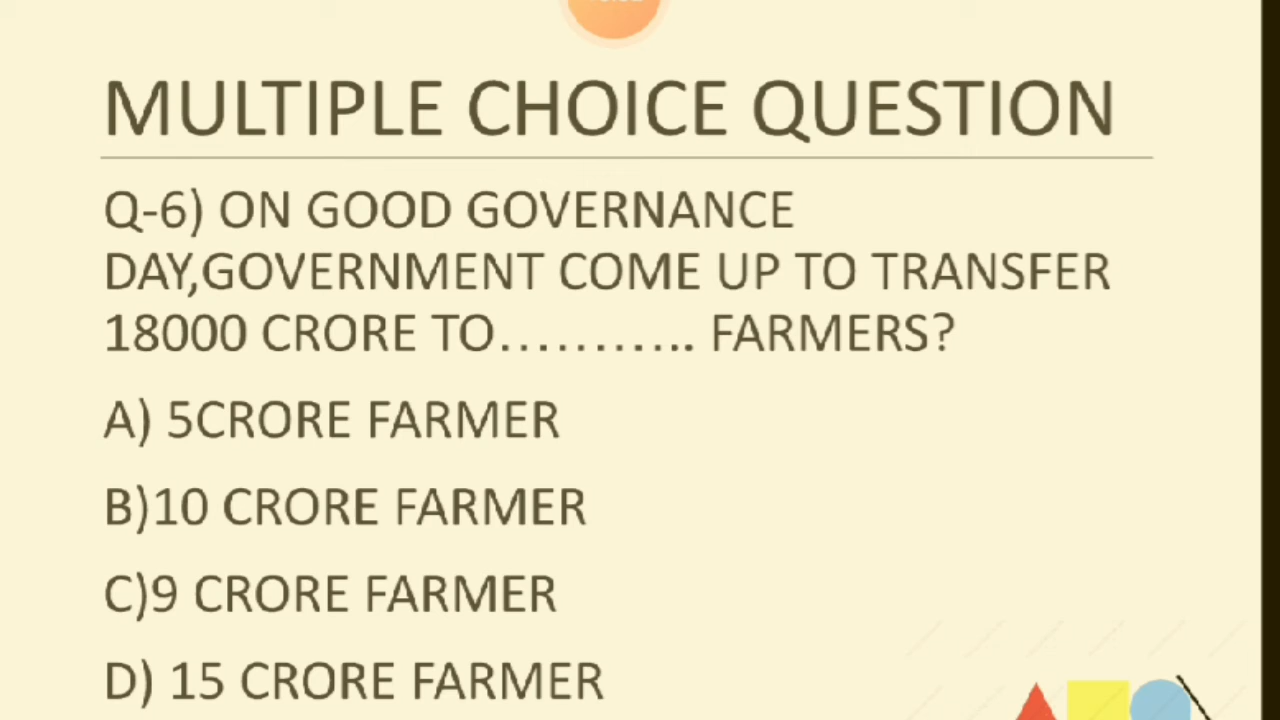 MULTIPLE CHOICE QUESTION
Q-6) ON GOOD GOVERNANCE
DAY,GOVERNMENT COME UP TO TRANSFER
18000 CRORE TO……….. FARMERS?
A) 5CRORE FARMER
B)10 CRORE FARMER
C)9 CRORE FARMER
D) 15 CRORE FARMER